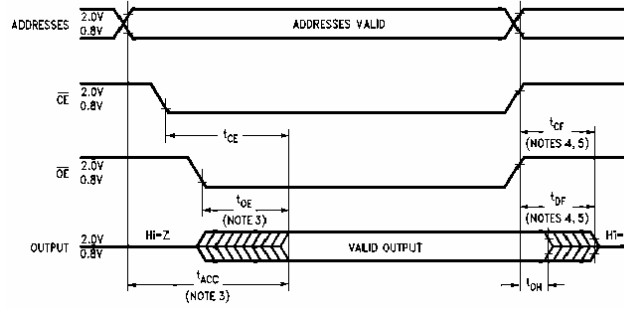 ADDRESSES 2.0V 0.8V ADDRESSES VALID
CE 2.0V 0.8V
tCE
tCF
(NOTES 4, 5)
OE 2.0V 0.8V
tOE
(NOTE 3)
tDF
(NOTES 4, 5)
OUTPUT 2.0V 0.8V Hi-Z VALID OUTPUT
tACC
(NOTE 3)
tOH